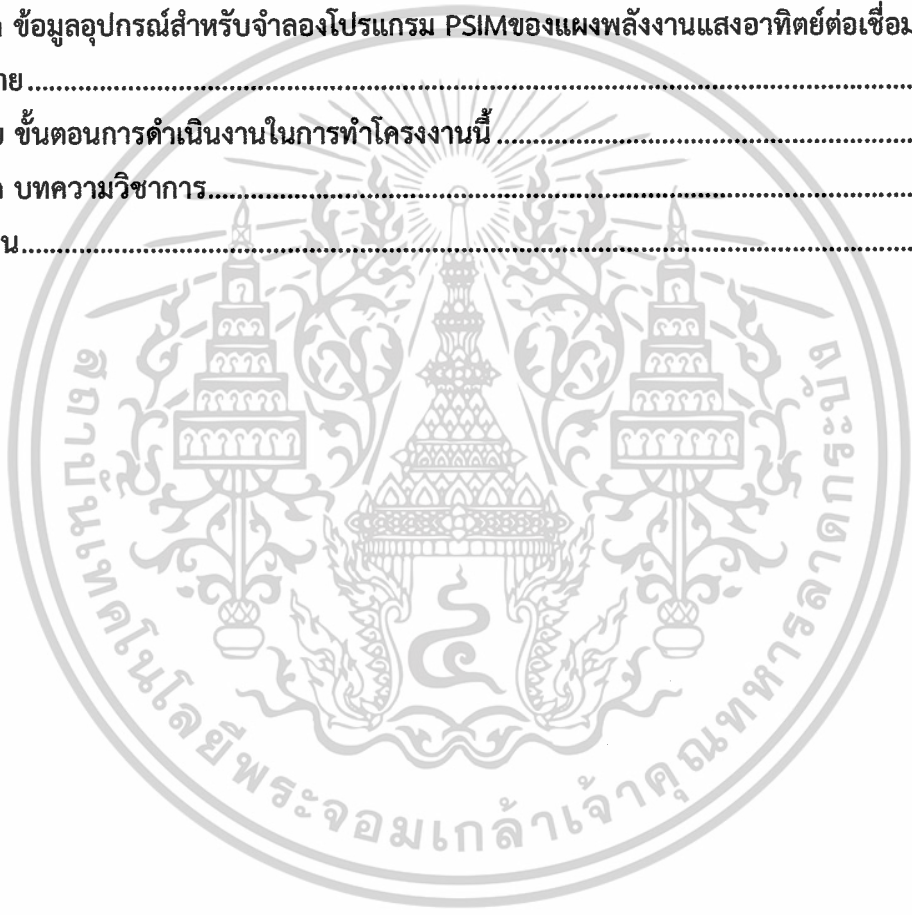 ก ข้อมูลอุปกรณ์สำหรับจำลองโปรแกรม PSIMของแผงพลังงานแสงอาทิตย์ต่อเชื่อม
าย
ข ขั้นตอนการดำเนินงานในการทำโครงงานนี้
ค บทความวิชาการ
น
สถาบันเทคโนโลยีพระจอมเกล้าเจ้าคุณทหารลาดกระบัง